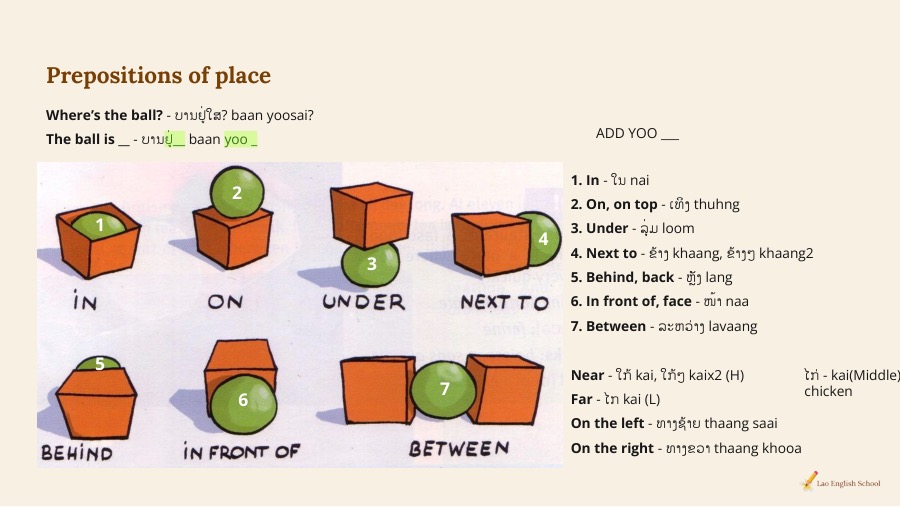 Prepositions of place
Where's the ball? - ບານຢູ່ໃສ? baan yoosai?
The ball is __ - ບານຢູ່__ baan yoo _
ADD YOO ___
1
2
3
4
IN
ON
UNDER
NEXT TO
5
6
7
BEHIND
IN FRONT OF
BETWEEN
1. In - ໃນ nai
2. On, on top - ເທິງ thuhng
3. Under - ລຸ່ມ loom
4. Next to - ຂ້າງ khaang, ຂ້າງໆ khaang2
5. Behind, back - ຫຼັງ lang
6. In front of, face - ໜ້າ naa
7. Between - ລະຫວ່າງ lavaang
Near - ໃກ້ kai, ໃກ້ໆ kaix2 (H)
Far - ໄກ kai (L)
On the left - ທາງຊ້າຍ thaang saai
On the right - ທາງຂວາ thaang khooa
ໄກ່ - kai(Middle)
chicken
Lao English School